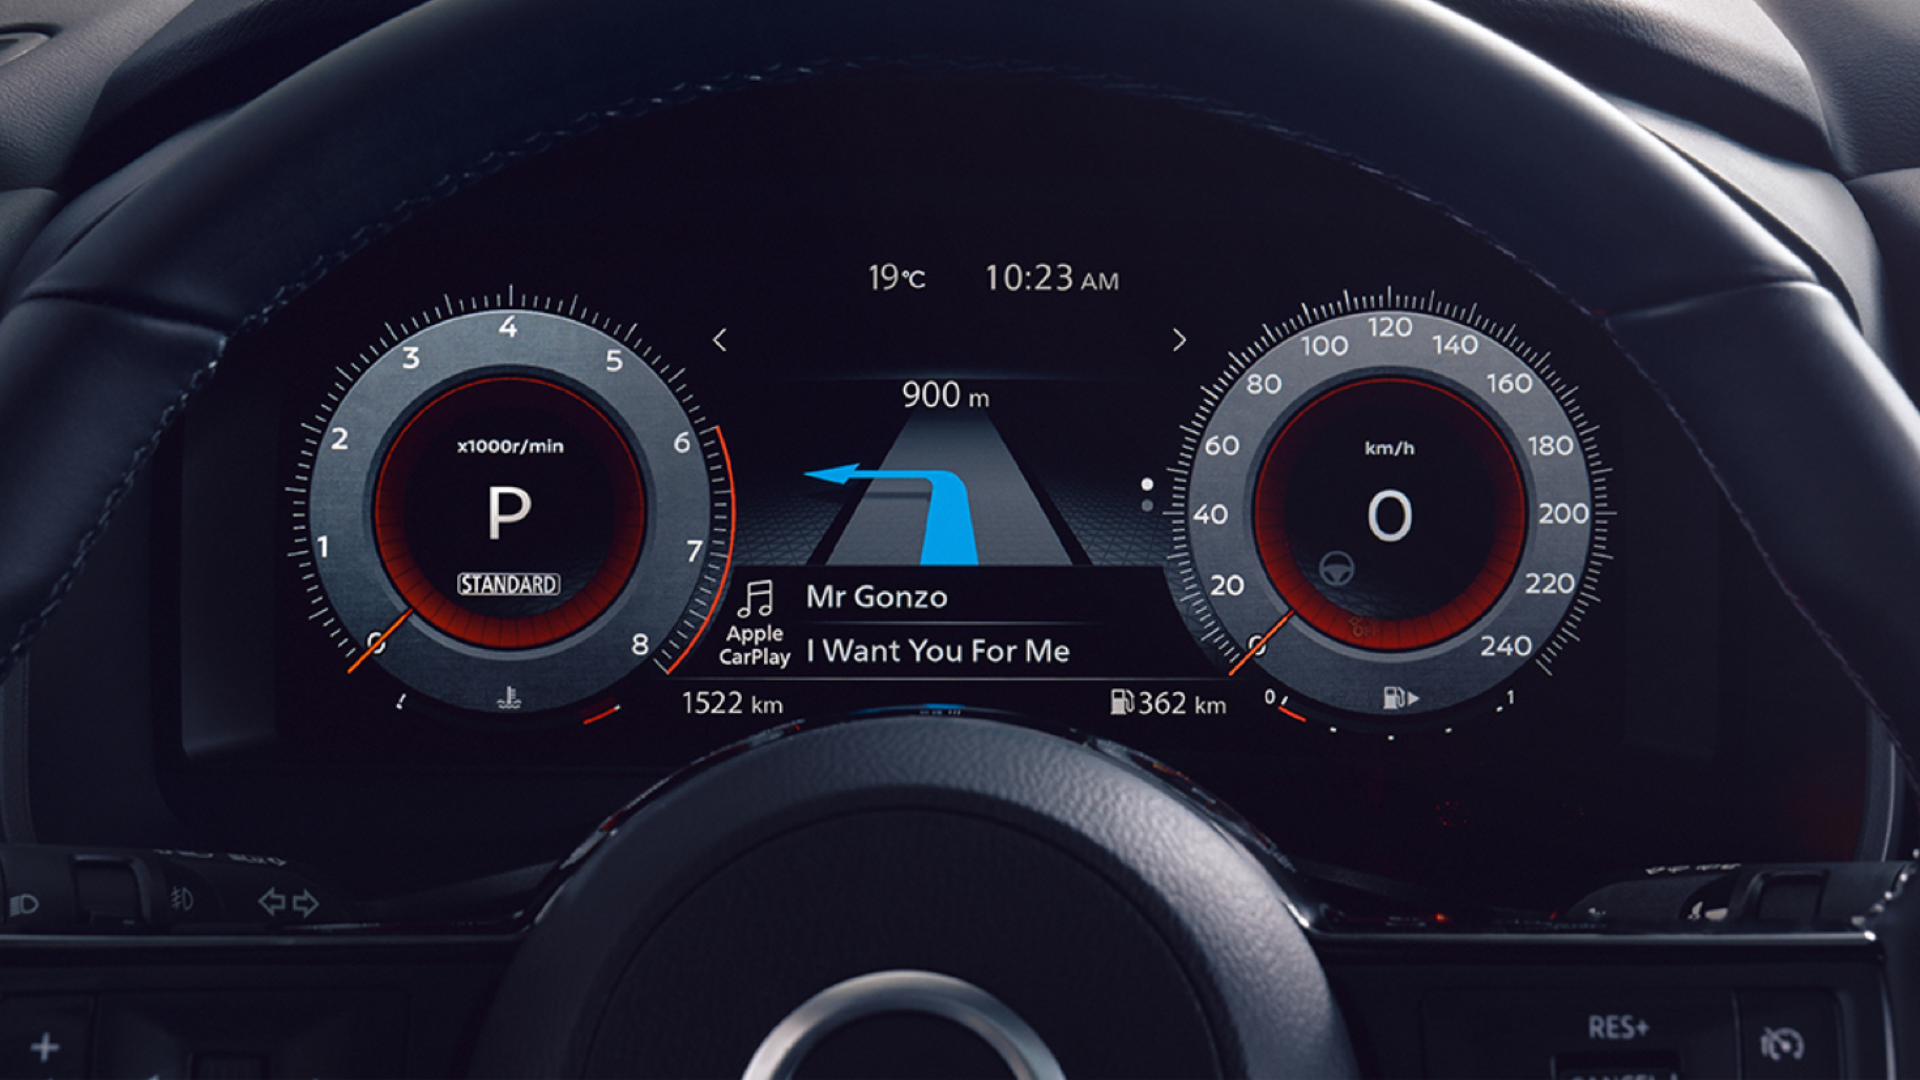 19°C 10:23 AM
900 m
x1000r/min
P
STANDARD
0 1 2 3 4 5 6 7 8
km/h
0
0 20 40 60 80 100 120 140 160 180 200 220 240
Mr Gonzo
Apple
CarPlay
I Want You For Me
1522 km
362 km
0 1
RES+